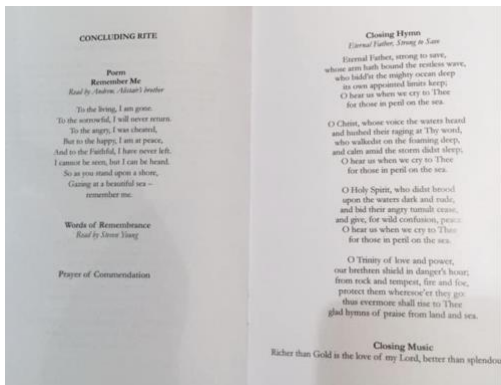 CONCLUDING RITE
Poem
Remember Me
Read by Andrew, Alistair's brother
To the living, I am gone.
To the sorrowful, I will never return.
To the angry, I was cheated,
But to the happy, I am at peace,
And to the Faithful, I have never left.
I cannot be seen, but I can be heard.
So as you stand upon a shore,
Gazing at a beautiful sea –
remember me.
Words of Remembrance
Read by Steven Young
Prayer of Commendation
Closing Hymn
Eternal Father, Strong to Save
Eternal Father, strong to save,
whose arm hath bound the restless wave,
who bidd'st the mighty ocean deep
its own appointed limits keep;
O hear us when we cry to Thee
for those in peril on the sea.
O Christ, whose voice the waters heard
and hushed their raging at Thy word,
who walkedst on the foaming deep,
and calm amid the storm didst sleep;
O hear us when we cry to Thee
for those in peril on the sea.
O Holy Spirit, who didst brood
upon the waters dark and rude,
and bid their angry tumult cease,
and give, for wild confusion, peace
O hear us when we cry to Thee
for those in peril on the sea.
O Trinity of love and power,
our brethren shield in danger's hour;
from rock and tempest, fire and foe,
protect them wheresoe'er they go:
thus evermore shall rise to Thee
glad hymns of praise from land and sea.
Closing Music
Richer than Gold is the love of my Lord, better than splendou